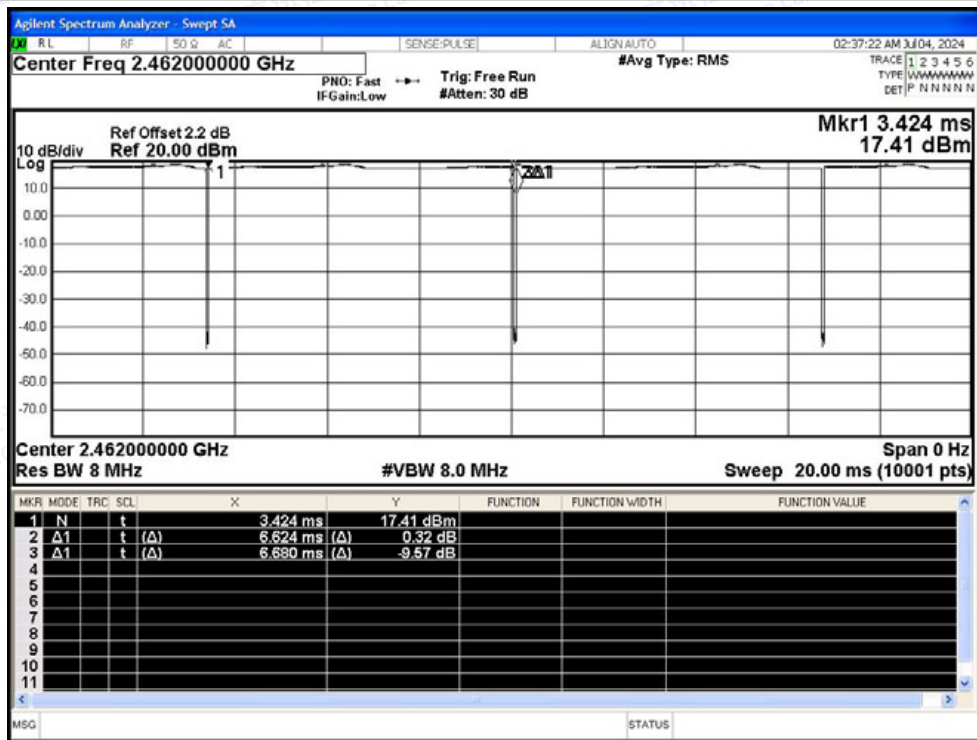 Agilent Spectrum Analyzer - Swept SA
RL RF 50 Ω AC SENSE:PULSE ALIGN AUTO 02:37:22 AM Jul 04, 2024
Center Freq 2.462000000 GHz #Avg Type: RMS TRACE 1 2 3 4 5 6
PNO: Fast Trig: Free Run TYPE WWWWWW
IFGain:Low #Atten: 30 dB DET P N N N N N
Mkr1 3.424 ms
Ref Offset 2.2 dB
10 dB/div Ref 20.00 dBm 17.41 dBm
Log
1
3Δ1
10.0
0.00
-10.0
-20.0
-30.0
-40.0
-50.0
-60.0
-70.0
Center 2.462000000 GHz Span 0 Hz
Res BW 8 MHz #VBW 8.0 MHz Sweep 20.00 ms (10001 pts)
MKR MODE TRC SCL X Y FUNCTION FUNCTION WIDTH FUNCTION VALUE
1 N t 3.424 ms 17.41 dBm
2 Δ1 t (Δ) 6.624 ms (Δ) 0.32 dB
3 Δ1 t (Δ) 6.680 ms (Δ) -9.57 dB
4
5
6
7
8
9
10
11
MSG STATUS